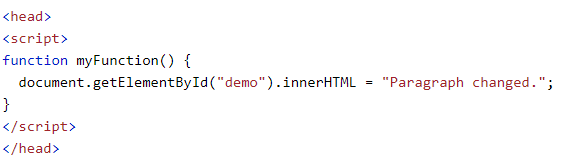 <head>
<script>
function myFunction() {
  document.getElementById("demo").innerHTML = "Paragraph changed.";
}
</script>
</head>